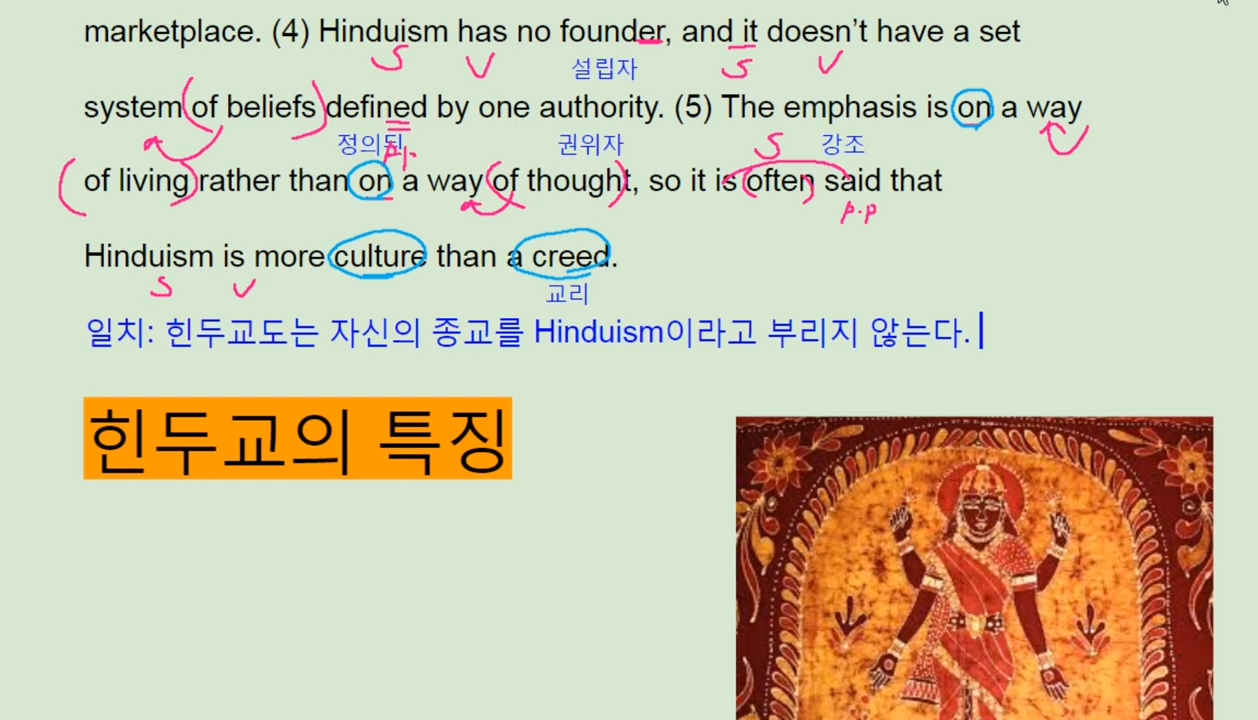 marketplace. (4) Hinduism has no founder, and it doesn't have a set
S V 설립자 S V
system of beliefs defined by one authority. (5) The emphasis is on a way
정의된 p.p. 권위자 S 강조
of living rather than on a way of thought, so it is often said that
p.p
Hinduism is more culture than a creed.
S V 교리
일치: 힌두교도는 자신의 종교를 Hinduism이라고 부리지 않는다.
힌두교의 특징